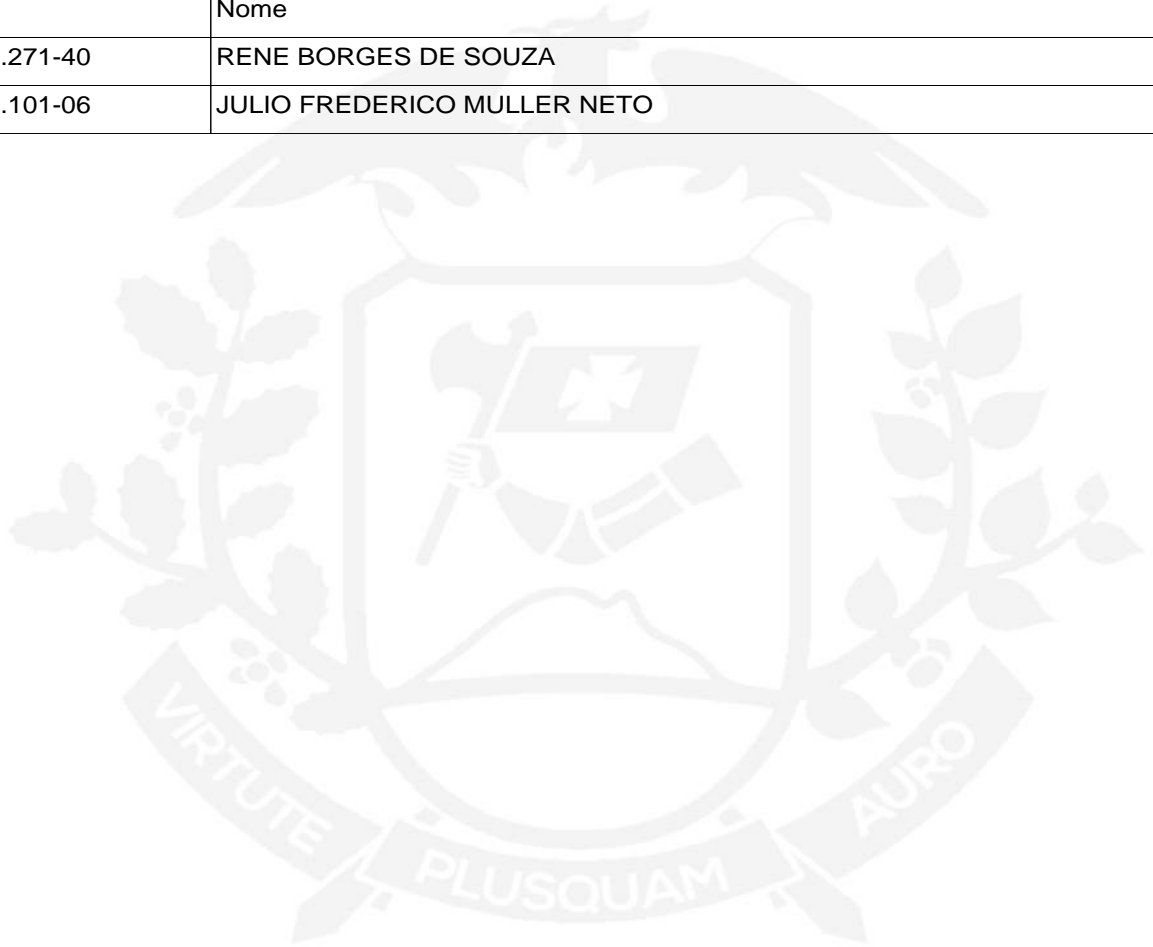 Nome
.271-40 RENE BORGES DE SOUZA
.101-06 JULIO FREDERICO MULLER NETO
VIRTUTE PLUSQUAM AURO